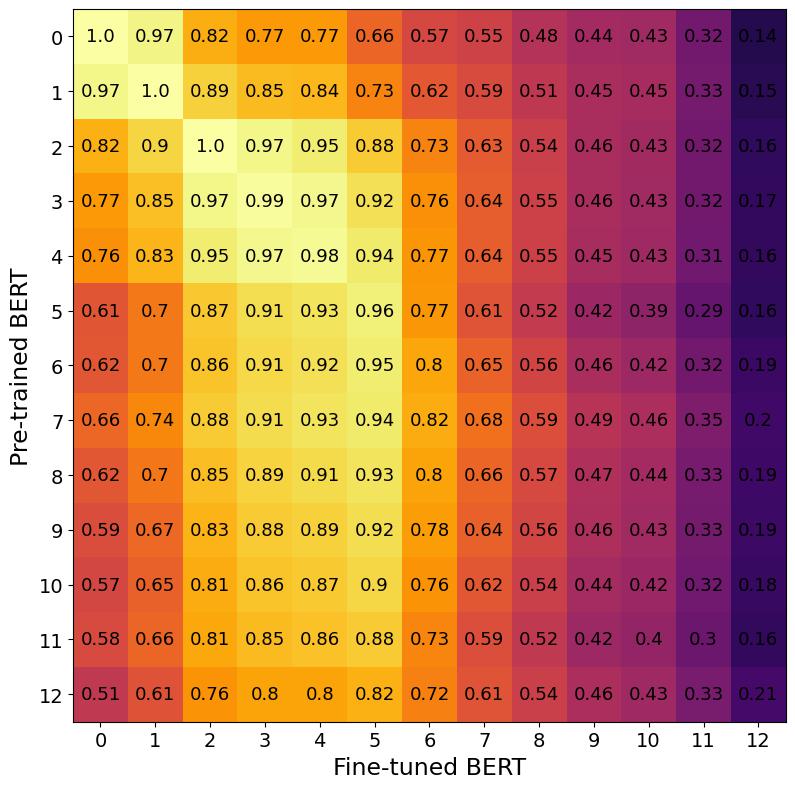 0 1.0 0.97 0.82 0.77 0.77 0.66 0.57 0.55 0.48 0.44 0.43 0.32 0.14
1 0.97 1.0 0.89 0.85 0.84 0.73 0.62 0.59 0.51 0.45 0.45 0.33 0.15
2 0.82 0.9 1.0 0.97 0.95 0.88 0.73 0.63 0.54 0.46 0.43 0.32 0.16
3 0.77 0.85 0.97 0.99 0.97 0.92 0.76 0.64 0.55 0.46 0.43 0.32 0.17
4 0.76 0.83 0.95 0.97 0.98 0.94 0.77 0.64 0.55 0.45 0.43 0.31 0.16
5 0.61 0.7 0.87 0.91 0.93 0.96 0.77 0.61 0.52 0.42 0.39 0.29 0.16
6 0.62 0.7 0.86 0.91 0.92 0.95 0.8 0.65 0.56 0.46 0.42 0.32 0.19
7 0.66 0.74 0.88 0.91 0.93 0.94 0.82 0.68 0.59 0.49 0.46 0.35 0.2
8 0.62 0.7 0.85 0.89 0.91 0.93 0.8 0.66 0.57 0.47 0.44 0.33 0.19
9 0.59 0.67 0.83 0.88 0.89 0.92 0.78 0.64 0.56 0.46 0.43 0.33 0.19
10 0.57 0.65 0.81 0.86 0.87 0.9 0.76 0.62 0.54 0.44 0.42 0.32 0.18
11 0.58 0.66 0.81 0.85 0.86 0.88 0.73 0.59 0.52 0.42 0.4 0.3 0.16
12 0.51 0.61 0.76 0.8 0.8 0.82 0.72 0.61 0.54 0.46 0.43 0.33 0.21
0 1 2 3 4 5 6 7 8 9 10 11 12
Fine-tuned BERT
Pre-trained BERT